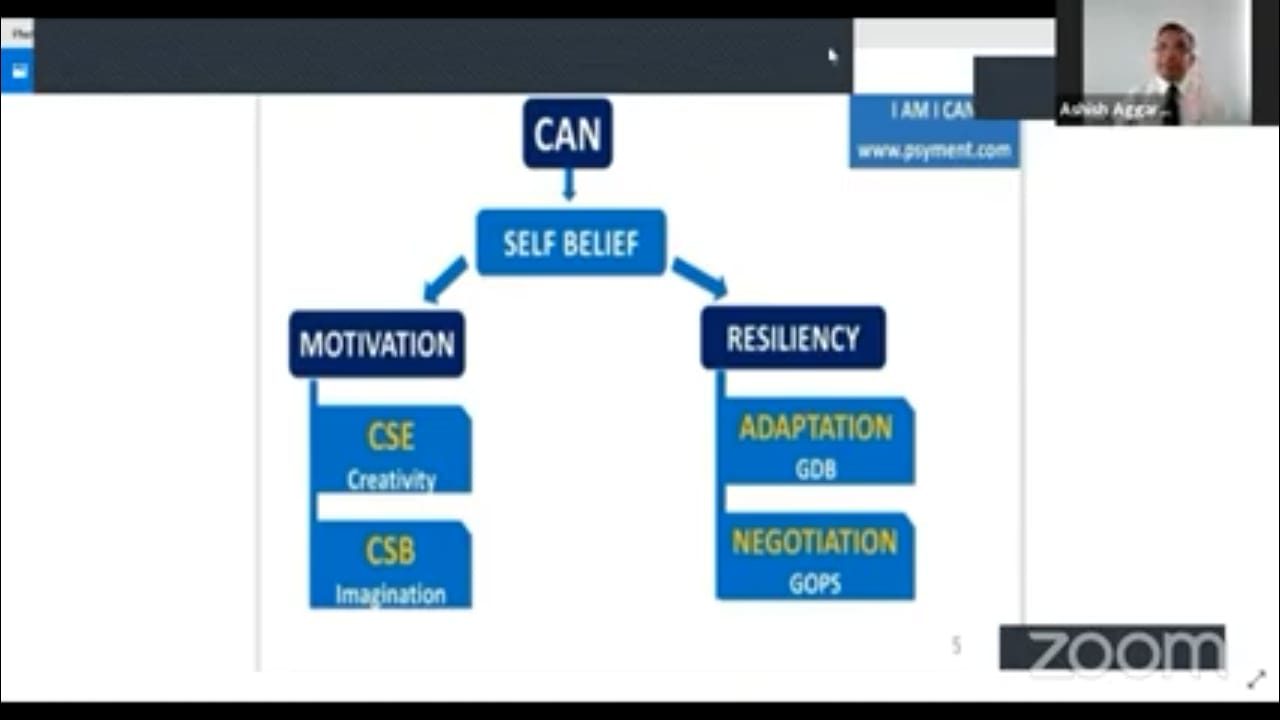 CAN
I AM I CAN
www.psyment.com
Ashish Aggar...
SELF BELIEF
MOTIVATION
RESILIENCY
CSE
Creativity
ADAPTATION
GDB
CSB
Imagination
NEGOTIATION
GOPS
5
zoom